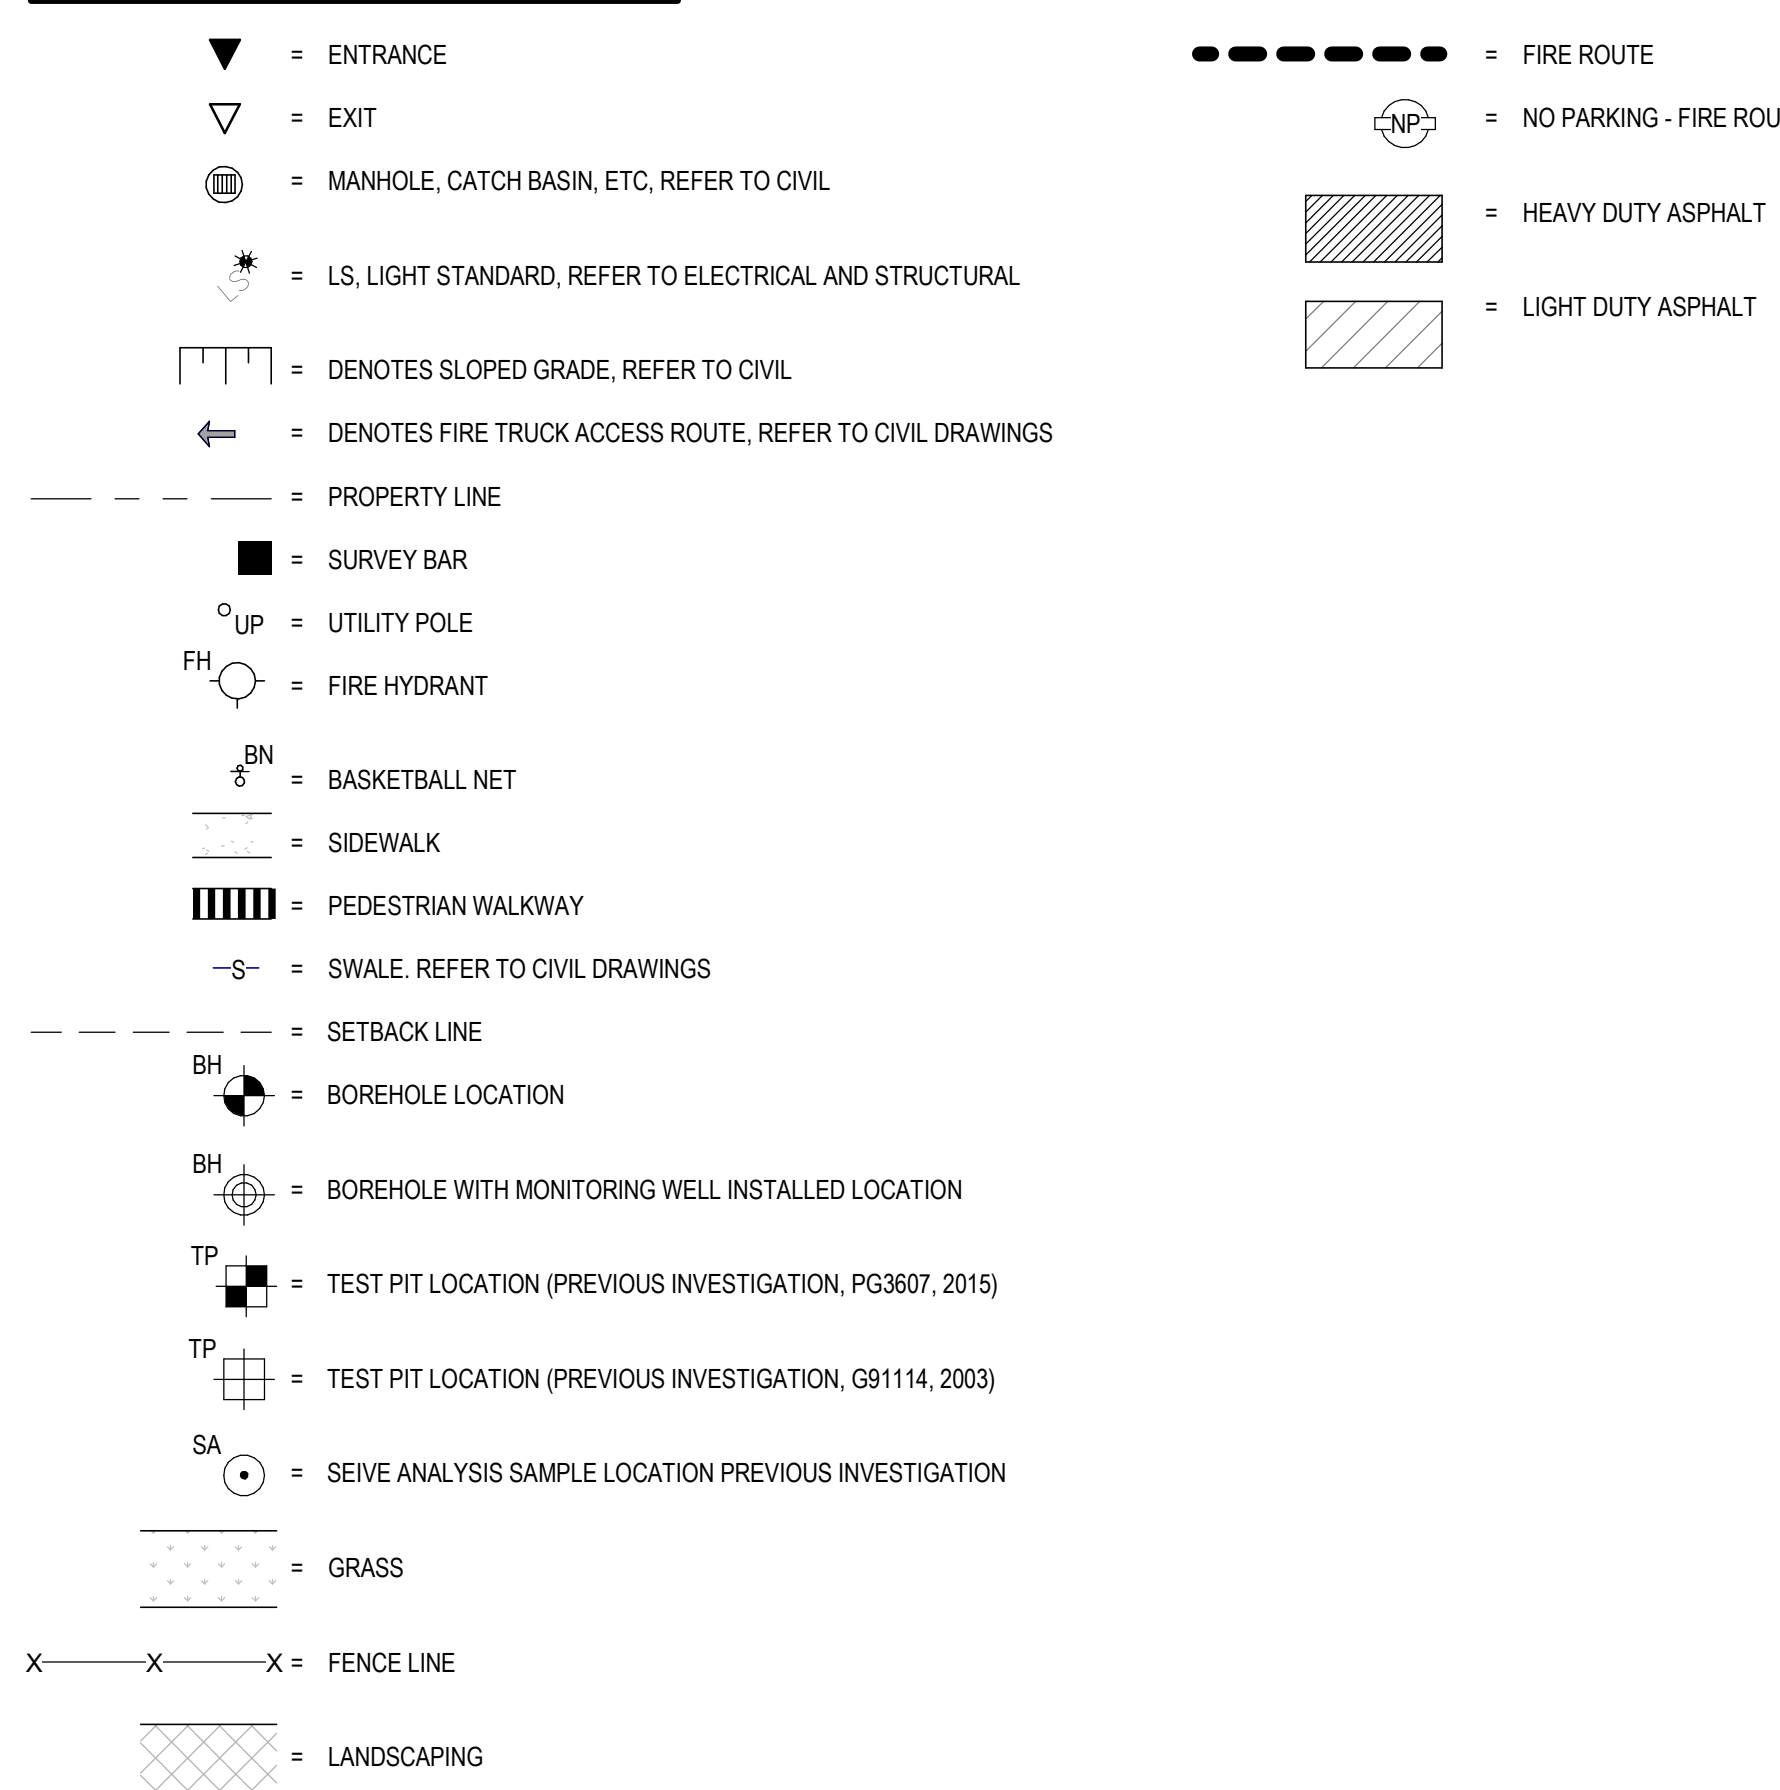 = ENTRANCE
= EXIT
= MANHOLE, CATCH BASIN, ETC, REFER TO CIVIL
LS = LS, LIGHT STANDARD, REFER TO ELECTRICAL AND STRUCTURAL
= DENOTES SLOPED GRADE, REFER TO CIVIL
= DENOTES FIRE TRUCK ACCESS ROUTE, REFER TO CIVIL DRAWINGS
= PROPERTY LINE
= SURVEY BAR
UP = UTILITY POLE
FH
= FIRE HYDRANT
BN
= BASKETBALL NET
= SIDEWALK
= PEDESTRIAN WALKWAY
S = SWALE. REFER TO CIVIL DRAWINGS
= SETBACK LINE
BH
= BOREHOLE LOCATION
BH
= BOREHOLE WITH MONITORING WELL INSTALLED LOCATION
TP
= TEST PIT LOCATION (PREVIOUS INVESTIGATION, PG3607, 2015)
TP
= TEST PIT LOCATION (PREVIOUS INVESTIGATION, G91114, 2003)
SA
= SEIVE ANALYSIS SAMPLE LOCATION PREVIOUS INVESTIGATION
= GRASS
X X X = FENCE LINE
= LANDSCAPING
= FIRE ROUTE
NP = NO PARKING - FIRE ROU
= HEAVY DUTY ASPHALT
= LIGHT DUTY ASPHALT